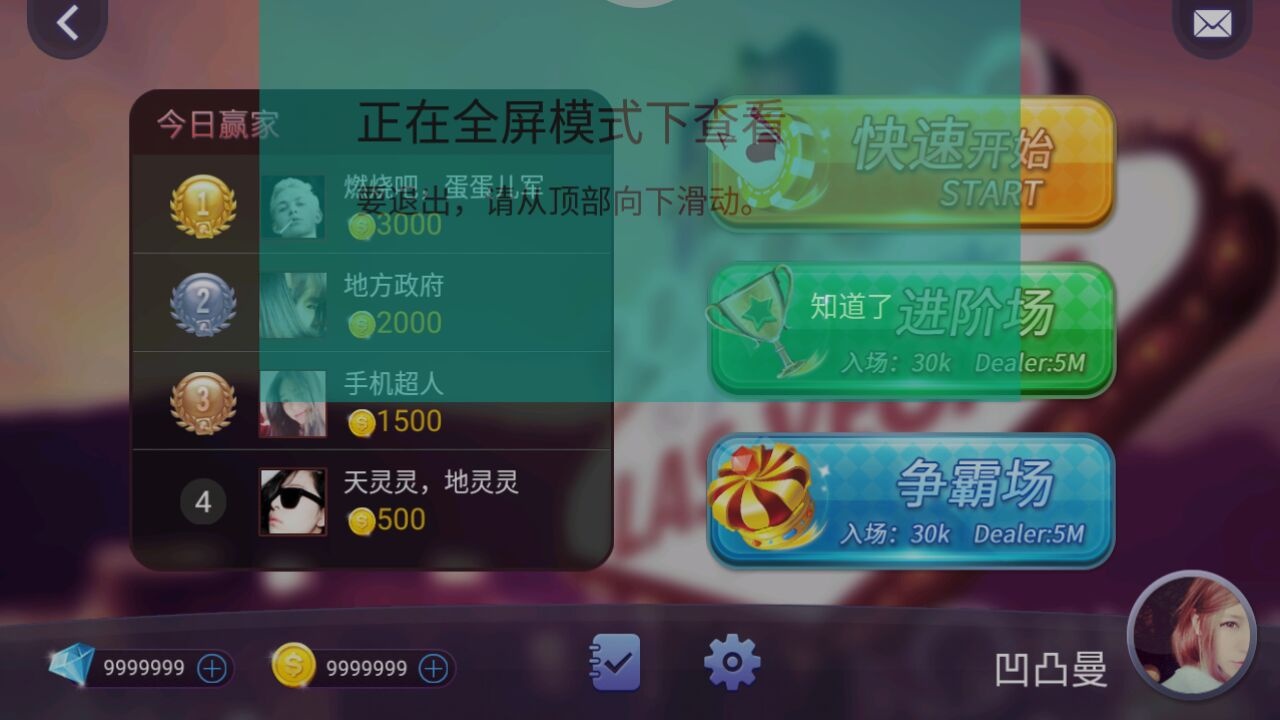 今日赢家
正在全屏模式下查看
要退出，请从顶部向下滑动。
知道了
1
燃烧吧，蛋蛋儿军
3000
2
地方政府
2000
3
手机超人
1500
4
天灵灵，地灵灵
500
快速开始
START
进阶场
入场：30k Dealer:5M
争霸场
入场：30k Dealer:5M
9999999
9999999
凹凸曼